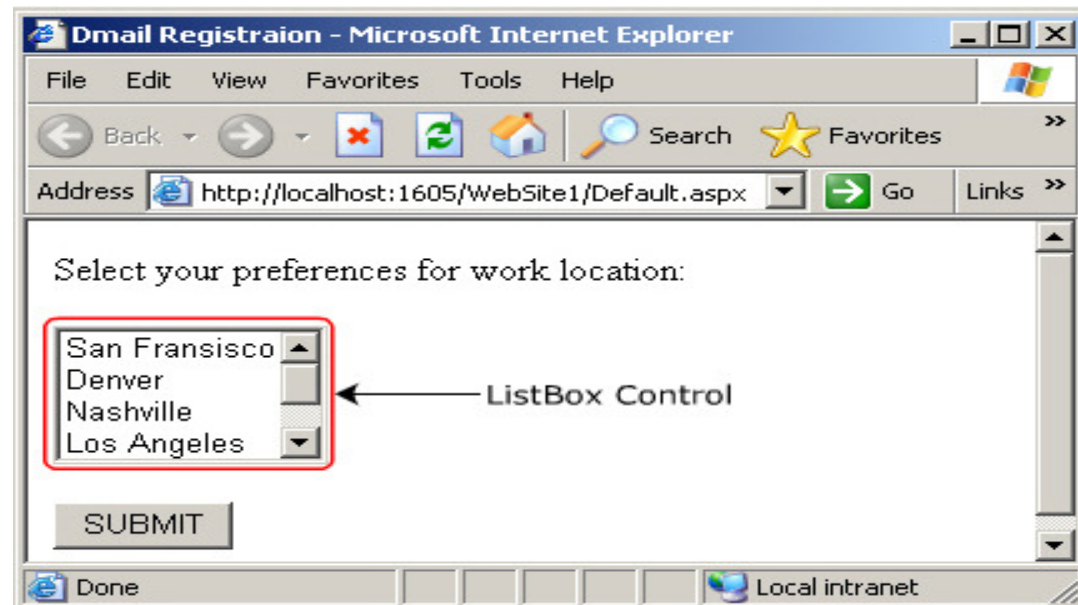 Dmail Registraion - Microsoft Internet Explorer
File Edit View Favorites Tools Help
Back Search Favorites »
Address http://localhost:1605/WebSite1/Default.aspx Go Links »
Select your preferences for work location:
San Fransisco
Denver
Nashville
Los Angeles
ListBox Control
SUBMIT
Done Local intranet